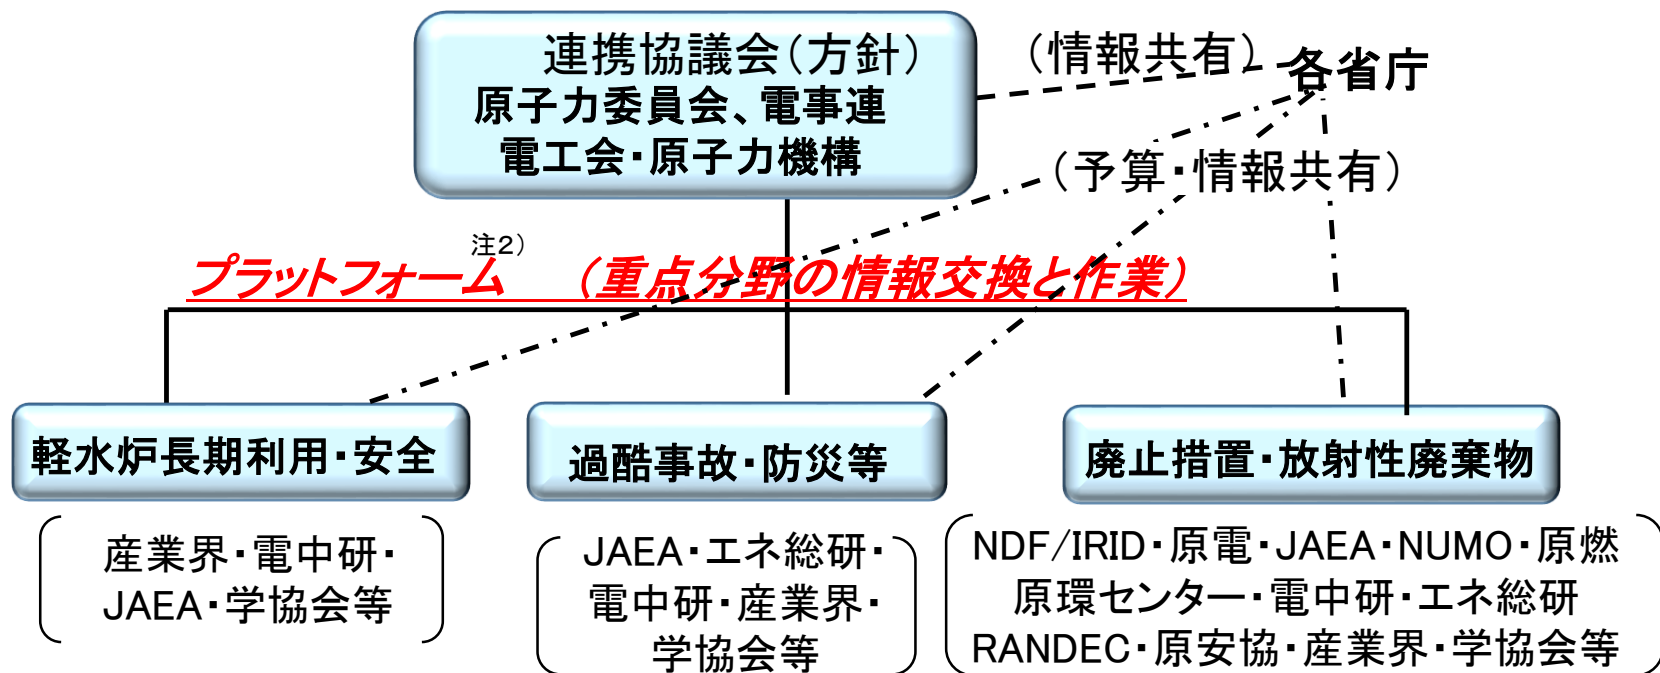 連携協議会(方針)
原子力委員会、電事連
電工会・原子力機構
(情報共有)
各省庁
(予算・情報共有)
注2)
プラットフォーム (重点分野の情報交換と作業)
軽水炉長期利用・安全
過酷事故・防災等
廃止措置・放射性廃棄物
産業界・電中研・
JAEA・学協会等
JAEA・エネ総研・
電中研・産業界・
学協会等
NDF/IRID・原電・JAEA・NUMO・原燃
原環センター・電中研・エネ総研
RANDEC・原安協・産業界・学協会等